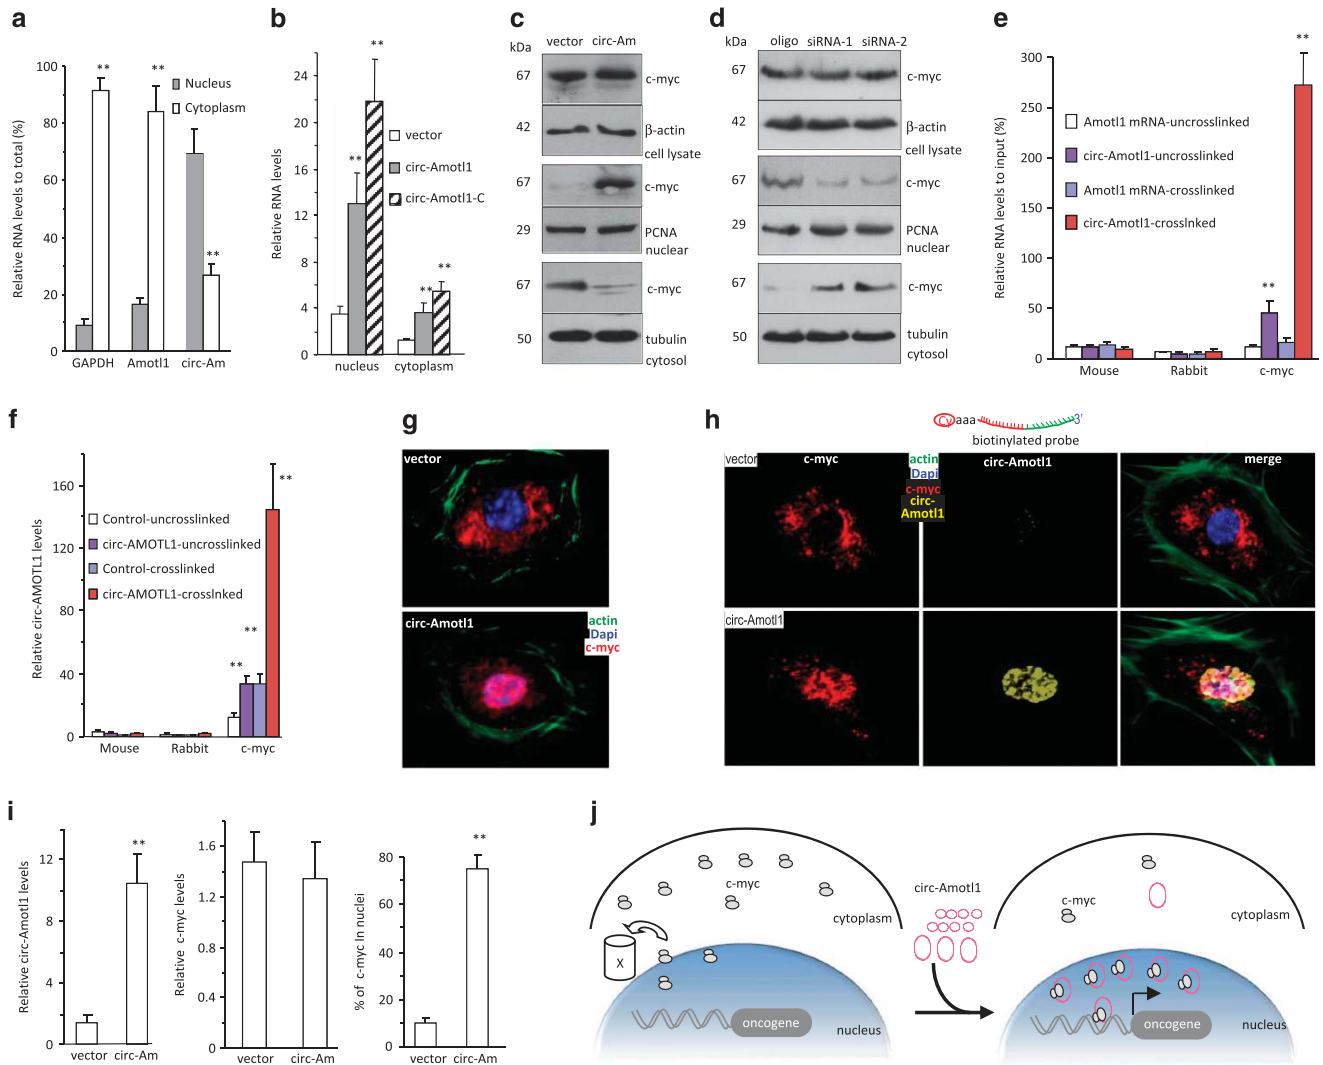 a
Relative RNA levels to total (%)
100
80
60
40
20
0
**
**
**
Nucleus
Cytoplasm
GAPDH Amotl1 circ-Am
b
Relative RNA levels
24
20
16
12
8
4
0
**
**
**
**
vector
circ-Amotl1
circ-Amotl1-C
nucleus cytoplasm
c
kDa vector circ-Am
67 c-myc
42 β-actin
cell lysate
67 c-myc
29 PCNA
nuclear
67 c-myc
50 tubulin
cytosol
d
kDa oligo siRNA-1 siRNA-2
67 c-myc
42 β-actin
cell lysate
67 c-myc
29 PCNA
nuclear
67 c-myc
50 tubulin
cytosol
e
Relative RNA levels to input (%)
300
250
200
150
100
50
0
**
**
Amotl1 mRNA-uncrosslinked
circ-Amotl1-uncrosslinked
Amotl1 mRNA-crosslinked
circ-Amotl1-crosslnked
Mouse Rabbit c-myc
f
Relative circ-AMOTL1 levels
160
120
80
40
0
**
**
**
Control-uncrosslinked
circ-AMOTL1-uncrosslinked
Control-crosslinked
circ-AMOTL1-crosslnked
Mouse Rabbit c-myc
g
vector
circ-Amotl1
actin
Dapi
c-myc
h
Cy aaa 3'
biotinylated probe
vector c-myc
actin
Dapi
c-myc
circ-
Amotl1
circ-Amotl1
merge
circ-Amotl1
i
Relative circ-Amotl1 levels
12
8
4
0
**
vector circ-Am
Relative c-myc levels
1.6
1.2
0.8
0.4
0
vector circ-Am
% of c-myc In nuclei
80
60
40
20
0
**
vector circ-Am
j
c-myc
cytoplasm
X
oncogene
nucleus
circ-Amotl1
c-myc
cytoplasm
oncogene
nucleus